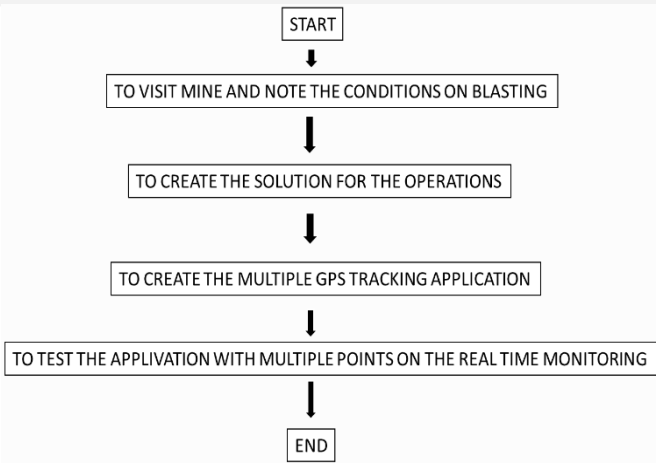 START
TO VISIT MINE AND NOTE THE CONDITIONS ON BLASTING
TO CREATE THE SOLUTION FOR THE OPERATIONS
TO CREATE THE MULTIPLE GPS TRACKING APPLICATION
TO TEST THE APPLIVATION WITH MULTIPLE POINTS ON THE REAL TIME MONITORING
END